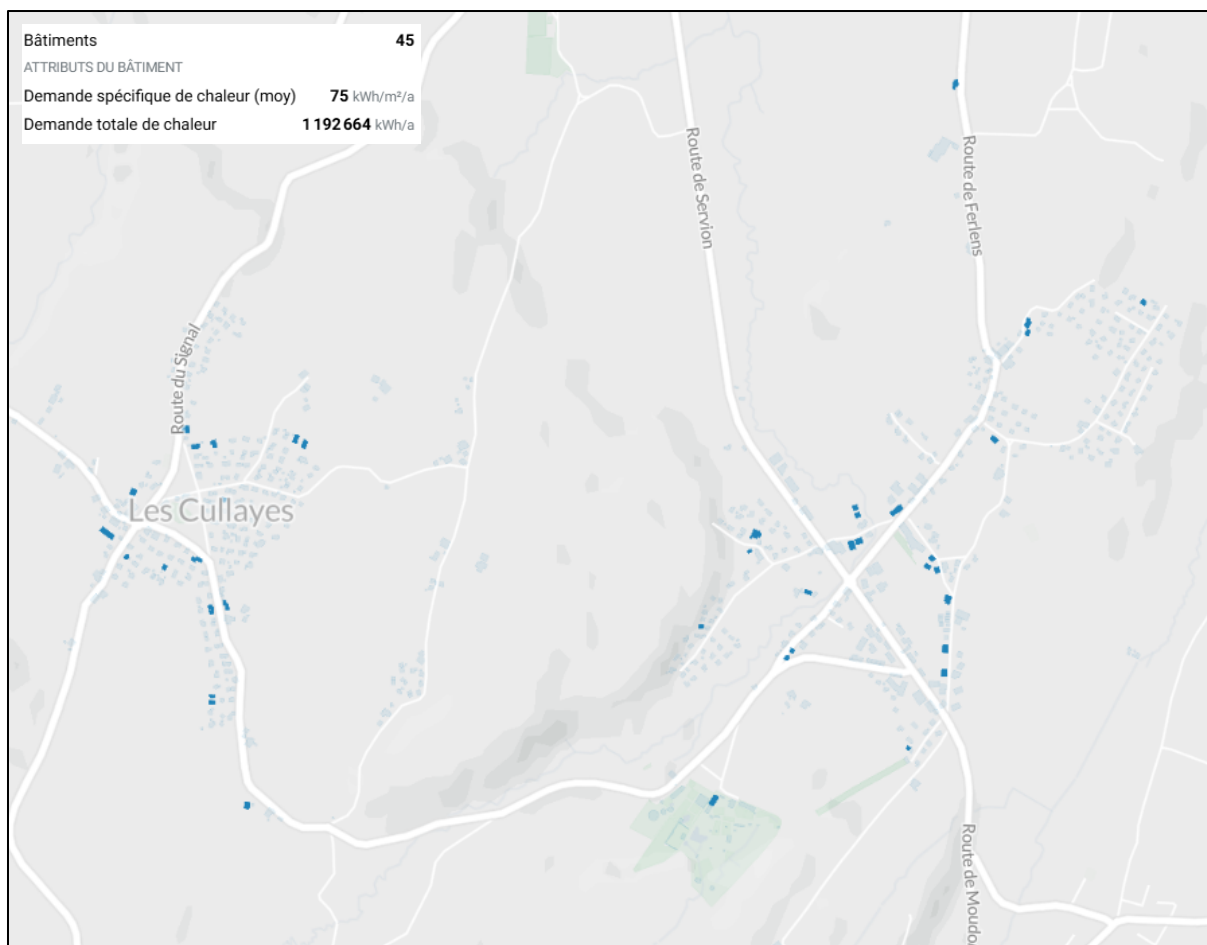 Bâtiments 45
ATTRIBUTS DU BÂTIMENT
Demande spécifique de chaleur (moy) 75 kWh/m²/a
Demande totale de chaleur 1 192 664 kWh/a
Route de Servion
Route de Ferlens
Route du Signal
Les Cullayes
Route de Moudo